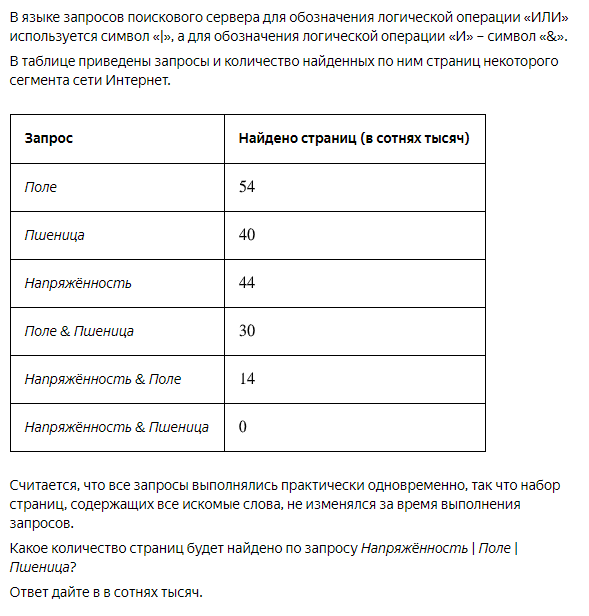 В языке запросов поискового сервера для обозначения логической операции «ИЛИ»
используется символ «|», а для обозначения логической операции «И» – символ «&».
В таблице приведены запросы и количество найденных по ним страниц некоторого
сегмента сети Интернет.
Запрос Найдено страниц (в сотнях тысяч)
Поле 54
Пшеница 40
Напряжённость 44
Поле & Пшеница 30
Напряжённость & Поле 14
Напряжённость & Пшеница 0
Считается, что все запросы выполнялись практически одновременно, так что набор
страниц, содержащих все искомые слова, не изменялся за время выполнения
запросов.
Какое количество страниц будет найдено по запросу Напряжённость | Поле |
Пшеница?
Ответ дайте в в сотнях тысяч.